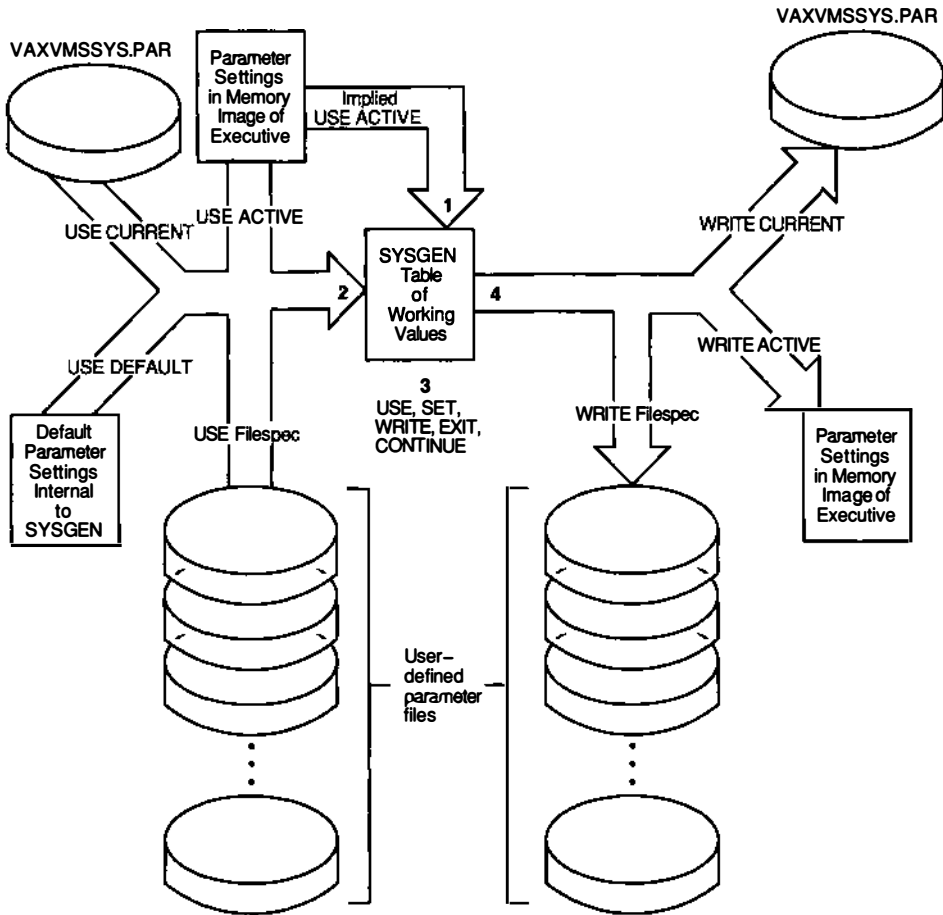 VAXVMSSYS.PAR
Parameter
Settings
in Memory
Image of
Executive
Implied
USE ACTIVE
VAXVMSSYS.PAR
USE CURRENT
USE ACTIVE
1
2
SYSGEN
Table
of
Working
Values
4
WRITE CURRENT
USE DEFAULT
WRITE ACTIVE
3
USE, SET,
WRITE, EXIT,
CONTINUE
Default
Parameter
Settings
Internal
to
SYSGEN
USE Filespec
WRITE Filespec
Parameter
Settings
in Memory
Image of
Executive
User–
defined
parameter
files